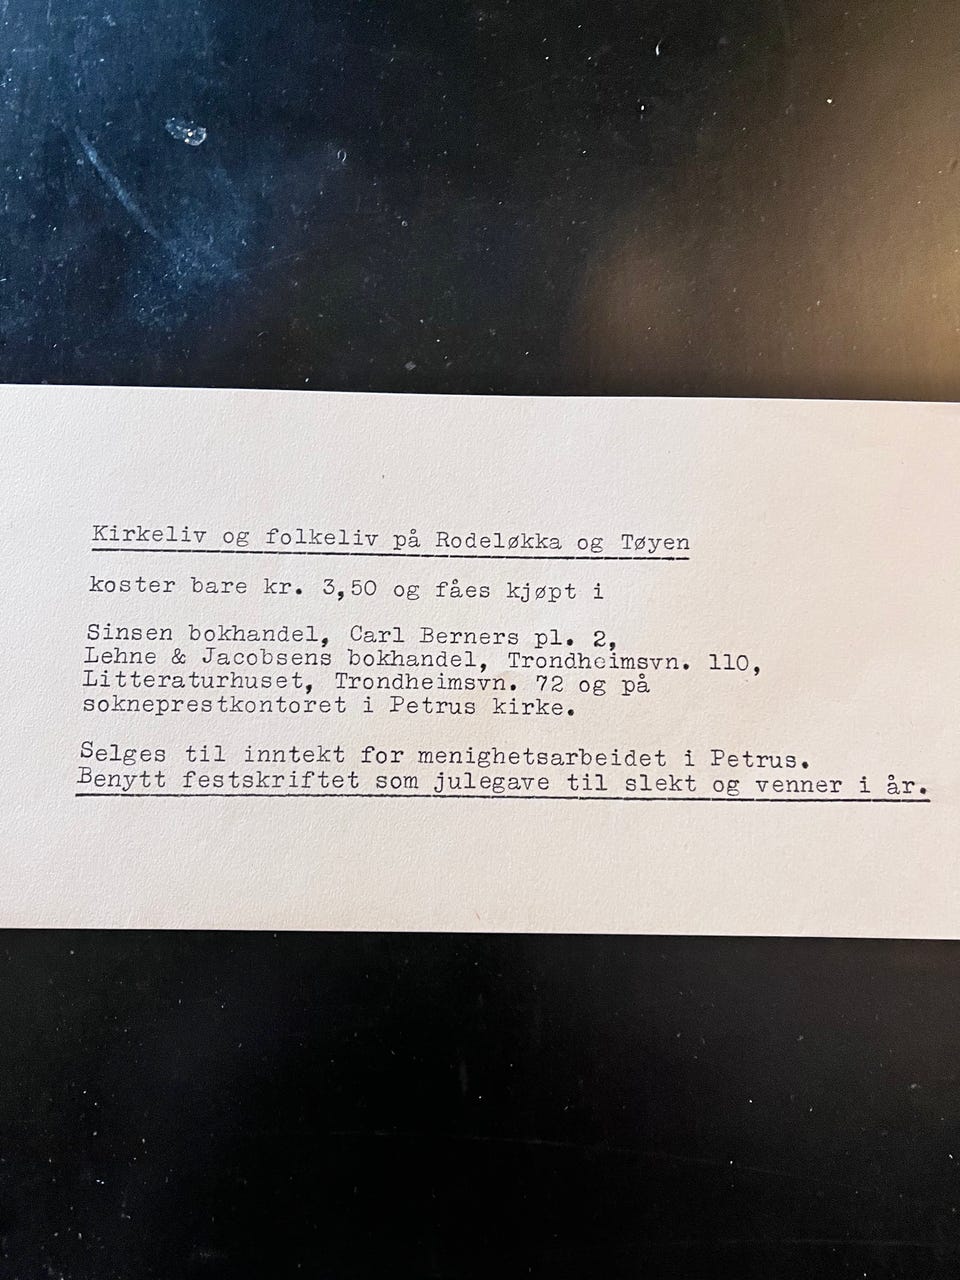 Kirkeliv og folkeliv på Rodeløkka og Tøyen
koster bare kr. 3,50 og fåes kjøpt i
Sinsen bokhandel, Carl Berners pl. 2,
Lehne & Jacobsens bokhandel, Trondheimsvn. 110,
Litteraturhuset, Trondheimsvn. 72 og på
sokneprestkontoret i Petrus kirke.
Selges til inntekt for menighetsarbeidet i Petrus.
Benytt festskriftet som julegave til slekt og venner i år.